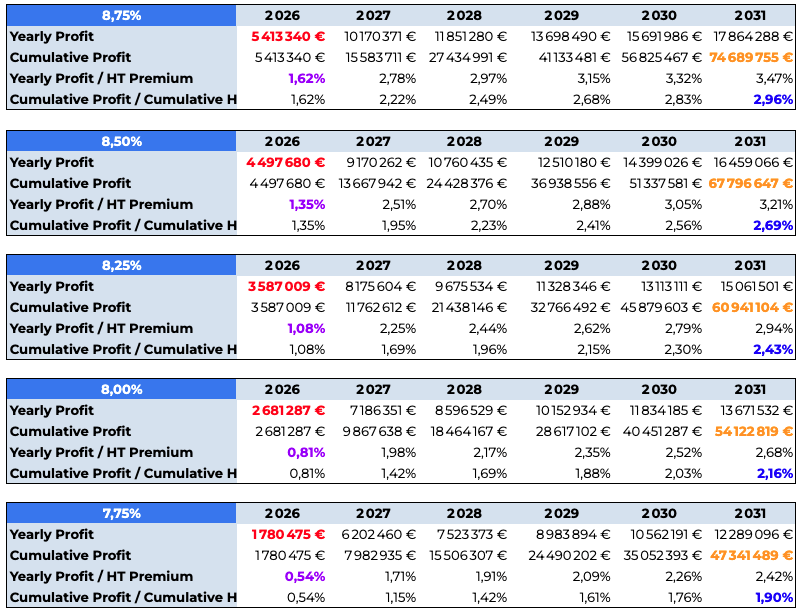 8,75% 2026 2027 2028 2029 2030 2031
Yearly Profit 5 413 340 € 10 170 371 € 11 851 280 € 13 698 490 € 15 691 986 € 17 864 288 €
Cumulative Profit 5 413 340 € 15 583 711 € 27 434 991 € 41 133 481 € 56 825 467 € 74 689 755 €
Yearly Profit / HT Premium 1,62% 2,78% 2,97% 3,15% 3,32% 3,47%
Cumulative Profit / Cumulative H 1,62% 2,22% 2,49% 2,68% 2,83% 2,96%
8,50% 2026 2027 2028 2029 2030 2031
Yearly Profit 4 497 680 € 9 170 262 € 10 760 435 € 12 510 180 € 14 399 026 € 16 459 066 €
Cumulative Profit 4 497 680 € 13 667 942 € 24 428 376 € 36 938 556 € 51 337 581 € 67 796 647 €
Yearly Profit / HT Premium 1,35% 2,51% 2,70% 2,88% 3,05% 3,21%
Cumulative Profit / Cumulative H 1,35% 1,95% 2,23% 2,41% 2,56% 2,69%
8,25% 2026 2027 2028 2029 2030 2031
Yearly Profit 3 587 009 € 8 175 604 € 9 675 534 € 11 328 346 € 13 113 111 € 15 061 501 €
Cumulative Profit 3 587 009 € 11 762 612 € 21 438 146 € 32 766 492 € 45 879 603 € 60 941 104 €
Yearly Profit / HT Premium 1,08% 2,25% 2,44% 2,62% 2,79% 2,94%
Cumulative Profit / Cumulative H 1,08% 1,69% 1,96% 2,15% 2,30% 2,43%
8,00% 2026 2027 2028 2029 2030 2031
Yearly Profit 2 681 287 € 7 186 351 € 8 596 529 € 10 152 934 € 11 834 185 € 13 671 532 €
Cumulative Profit 2 681 287 € 9 867 638 € 18 464 167 € 28 617 102 € 40 451 287 € 54 122 819 €
Yearly Profit / HT Premium 0,81% 1,98% 2,17% 2,35% 2,52% 2,68%
Cumulative Profit / Cumulative H 0,81% 1,42% 1,69% 1,88% 2,03% 2,16%
7,75% 2026 2027 2028 2029 2030 2031
Yearly Profit 1 780 475 € 6 202 460 € 7 523 373 € 8 983 894 € 10 562 191 € 12 289 096 €
Cumulative Profit 1 780 475 € 7 982 935 € 15 506 307 € 24 490 202 € 35 052 393 € 47 341 489 €
Yearly Profit / HT Premium 0,54% 1,71% 1,91% 2,09% 2,26% 2,42%
Cumulative Profit / Cumulative H 0,54% 1,15% 1,42% 1,61% 1,76% 1,90%